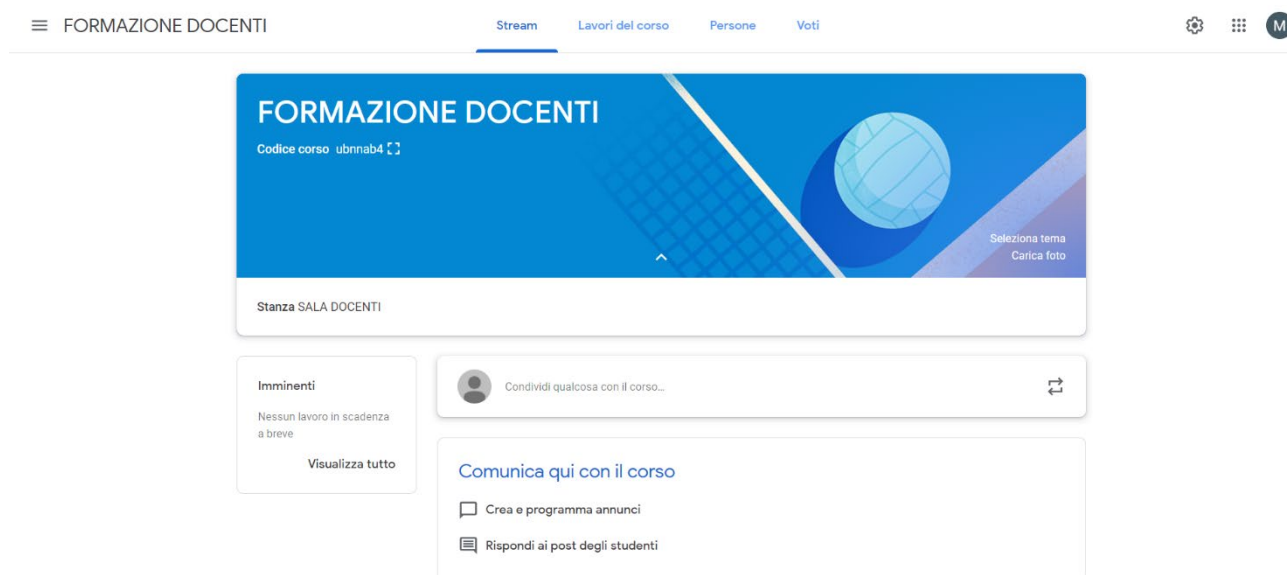 FORMAZIONE DOCENTI
Stream Lavori del corso Persone Voti
M
FORMAZIONE DOCENTI
Codice corso ubnnab4
Seleziona tema
Carica foto
Stanza SALA DOCENTI
Imminenti
Nessun lavoro in scadenza
a breve
Visualizza tutto
Condividi qualcosa con il corso...
Comunica qui con il corso
Crea e programma annunci
Rispondi ai post degli studenti